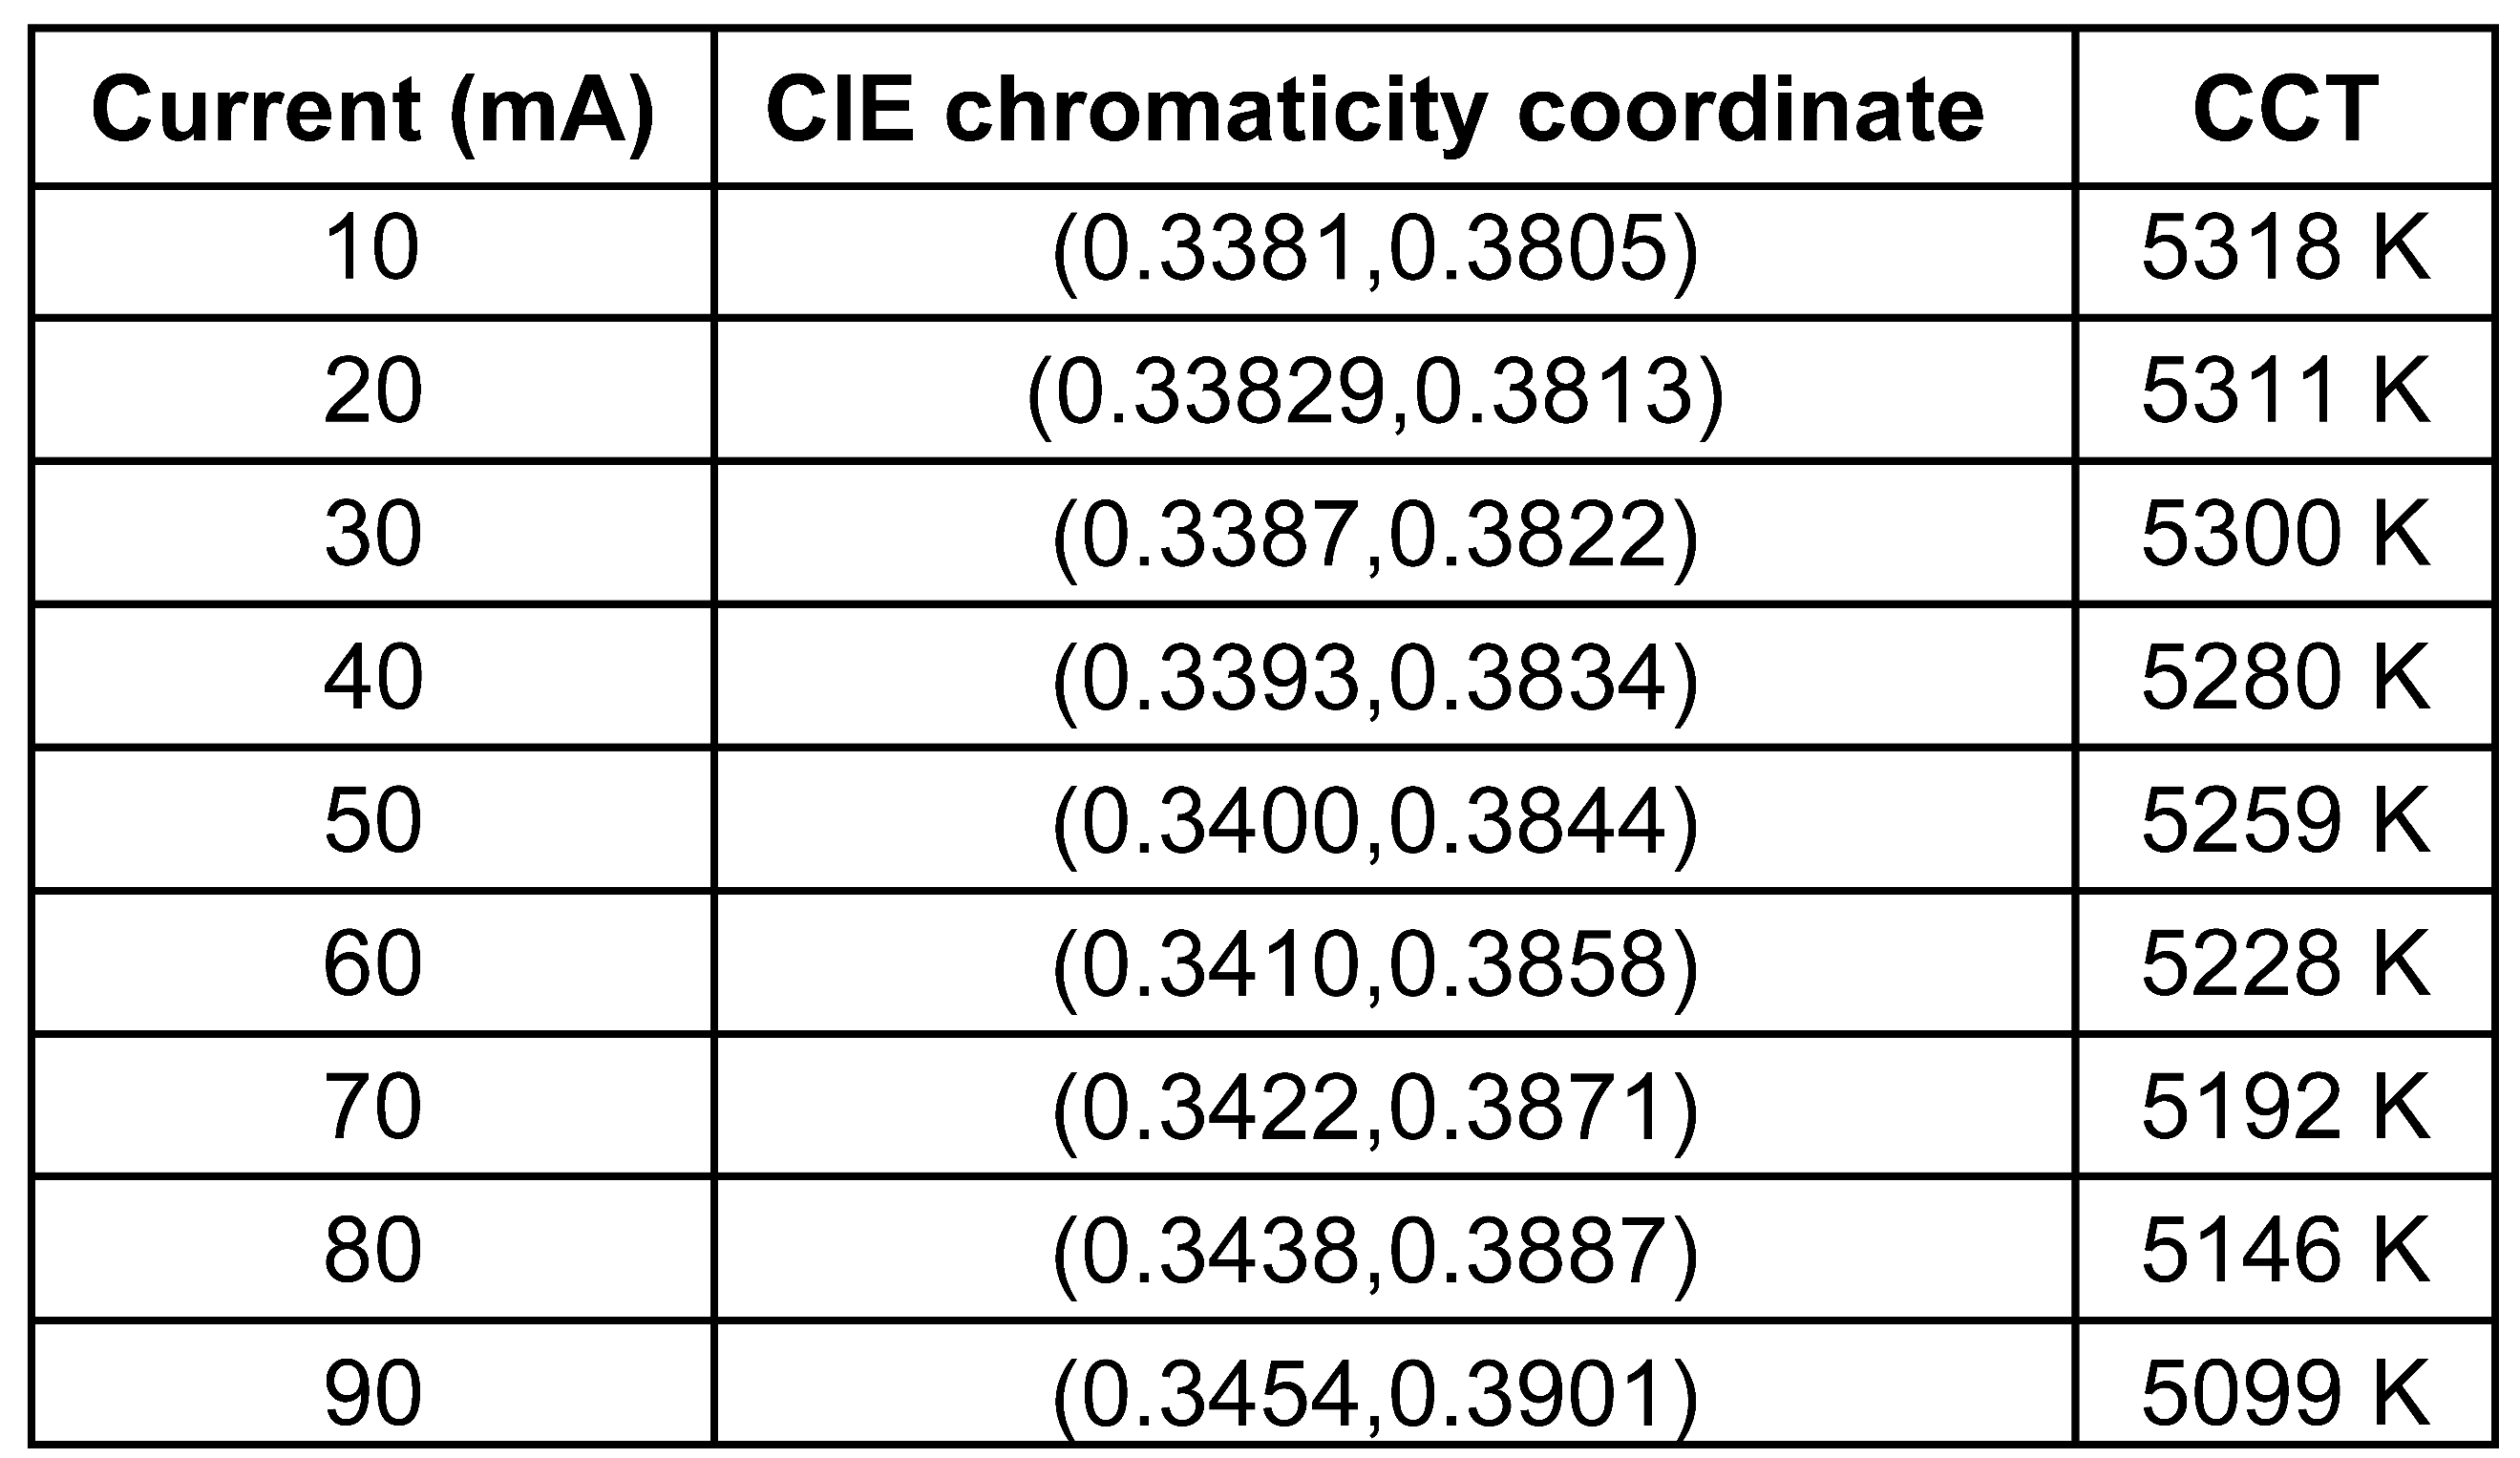 Current (mA) CIE chromaticity coordinate CCT
10 (0.3381,0.3805) 5318 K
20 (0.33829,0.3813) 5311 K
30 (0.3387,0.3822) 5300 K
40 (0.3393,0.3834) 5280 K
50 (0.3400,0.3844) 5259 K
60 (0.3410,0.3858) 5228 K
70 (0.3422,0.3871) 5192 K
80 (0.3438,0.3887) 5146 K
90 (0.3454,0.3901) 5099 K